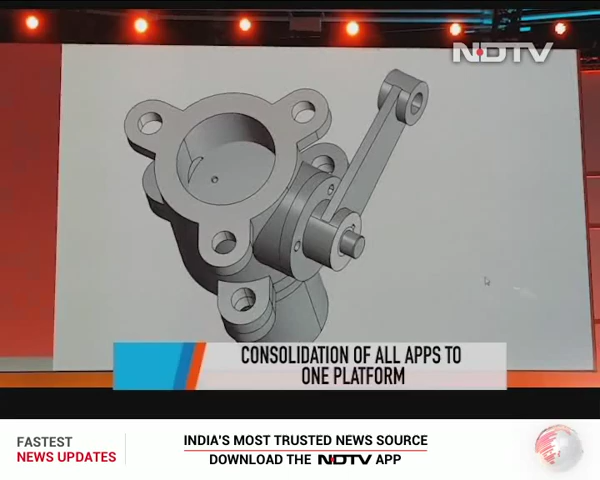 NDTV
CONSOLIDATION OF ALL APPS TO
ONE PLATFORM
FASTEST
NEWS UPDATES
INDIA'S MOST TRUSTED NEWS SOURCE
DOWNLOAD THE NDTV APP